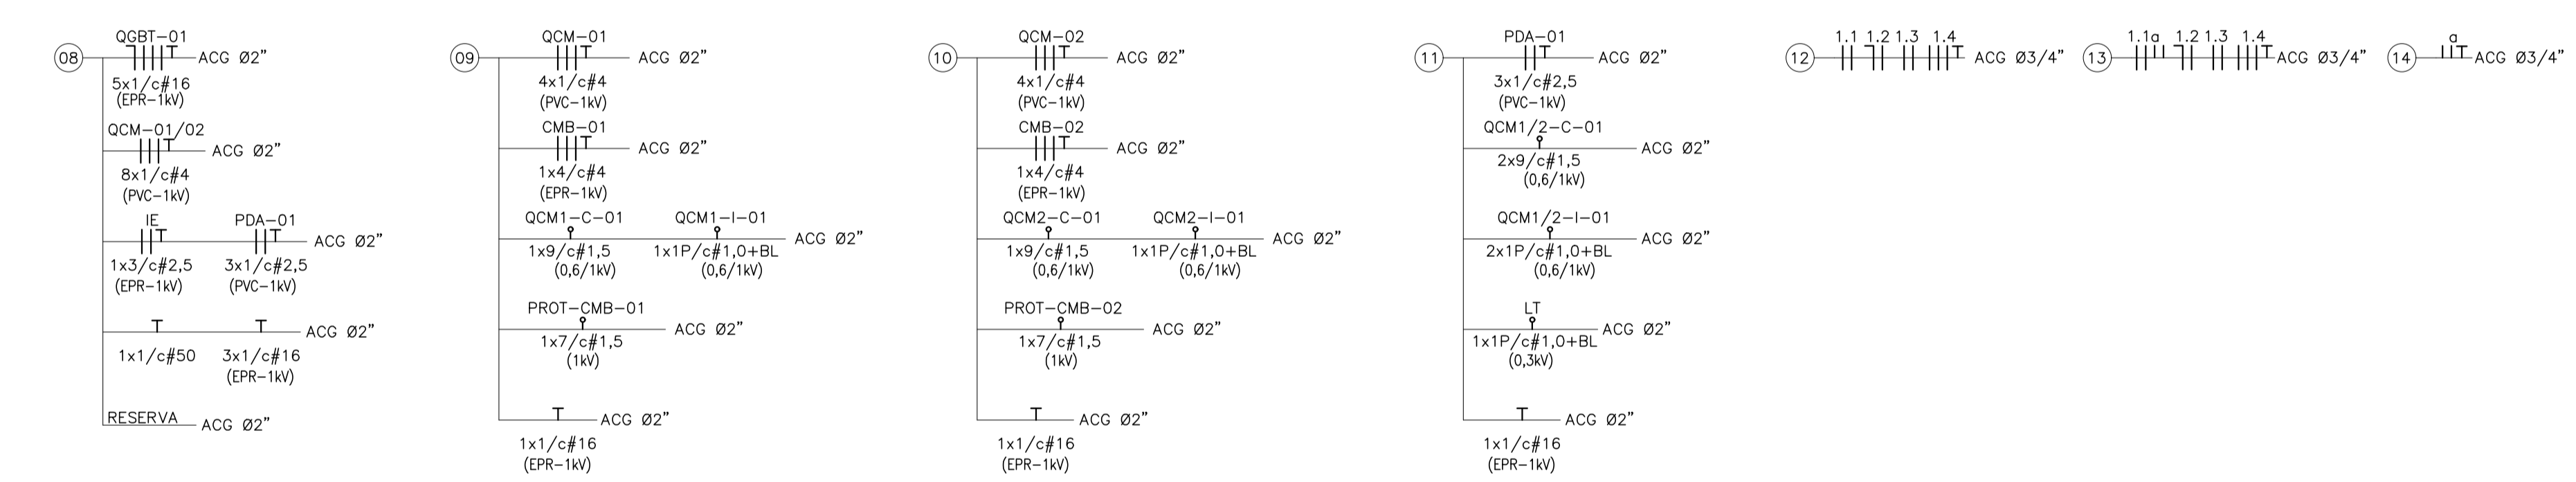 08
QGBT-01
ACG Ø2”
5x1/c#16
(EPR-1kV)
QCM-01/02
ACG Ø2”
8x1/c#4
(PVC-1kV)
IE PDA-01
ACG Ø2”
1x3/c#2,5 3x1/c#2,5
(EPR-1kV) (PVC-1kV)
ACG Ø2”
1x1/c#50 3x1/c#16
(EPR-1kV)
RESERVA ACG Ø2”
09
QCM-01
ACG Ø2”
4x1/c#4
(PVC-1kV)
CMB-01
ACG Ø2”
1x4/c#4
(EPR-1kV)
QCM1-C-01 QCM1-I-01
ACG Ø2”
1x9/c#1,5 1x1P/c#1,0+BL
(0,6/1kV) (0,6/1kV)
PROT-CMB-01
ACG Ø2”
1x7/c#1,5
(1kV)
ACG Ø2”
1x1/c#16
(EPR-1kV)
10
QCM-02
ACG Ø2”
4x1/c#4
(PVC-1kV)
CMB-02
ACG Ø2”
1x4/c#4
(EPR-1kV)
QCM2-C-01 QCM2-I-01
ACG Ø2”
1x9/c#1,5 1x1P/c#1,0+BL
(0,6/1kV) (0,6/1kV)
PROT-CMB-02
ACG Ø2”
1x7/c#1,5
(1kV)
ACG Ø2”
1x1/c#16
(EPR-1kV)
11
PDA-01
ACG Ø2”
3x1/c#2,5
(PVC-1kV)
QCM1/2-C-01
ACG Ø2”
2x9/c#1,5
(0,6/1kV)
QCM1/2-I-01
ACG Ø2”
2x1P/c#1,0+BL
(0,6/1kV)
LT
ACG Ø2”
1x1P/c#1,0+BL
(0,3kV)
ACG Ø2”
1x1/c#16
(EPR-1kV)
12
1.1 1.2 1.3 1.4
ACG Ø3/4”
13
1.1a 1.2 1.3 1.4
ACG Ø3/4”
14
a
ACG Ø3/4”